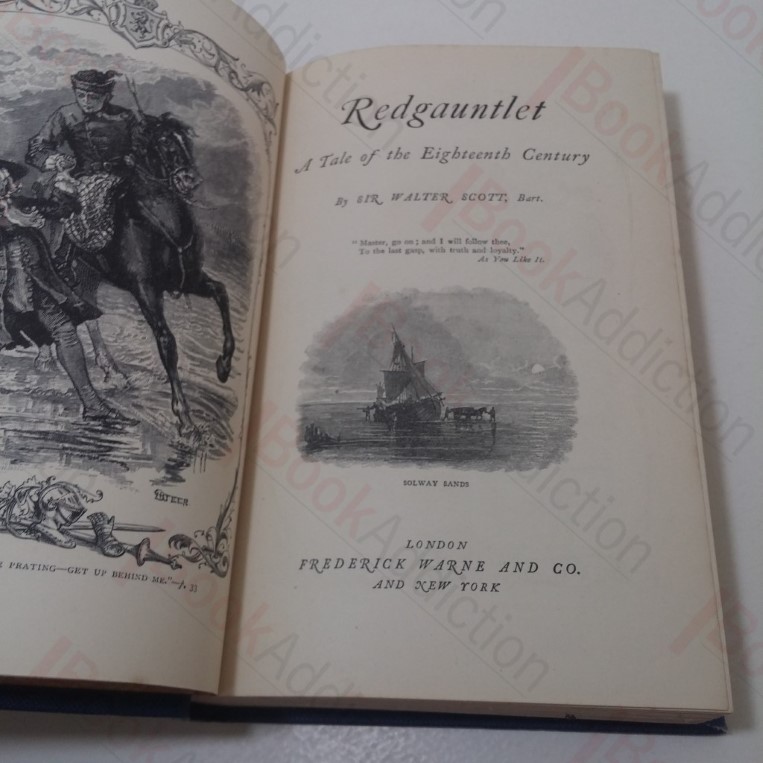 PRATING—GET UP BEHIND ME."—p. 33
Redgauntlet
A Tale of the Eighteenth Century
By SIR WALTER SCOTT, Bart.
"Master, go on; and I will follow thee,
To the last gasp, with truth and loyalty."
As You Like It.
SOLWAY SANDS
LONDON
FREDERICK WARNE AND CO.
AND NEW YORK
BookAddiction